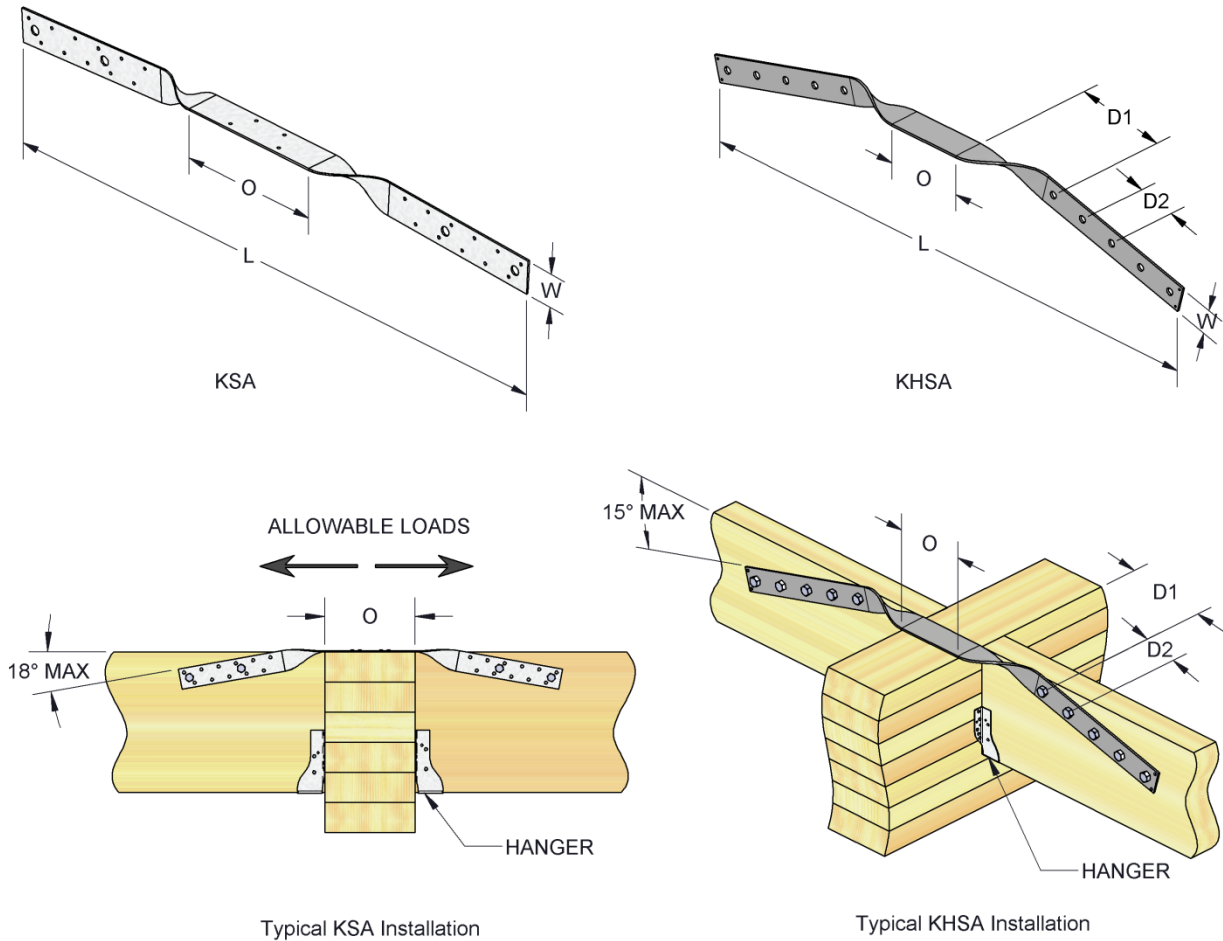 O
L
W
KSA
D1
O
D2
L
W
KHSA
ALLOWABLE LOADS
O
18° MAX
HANGER
Typical KSA Installation
15° MAX
O
D1
D2
HANGER
Typical KHSA Installation